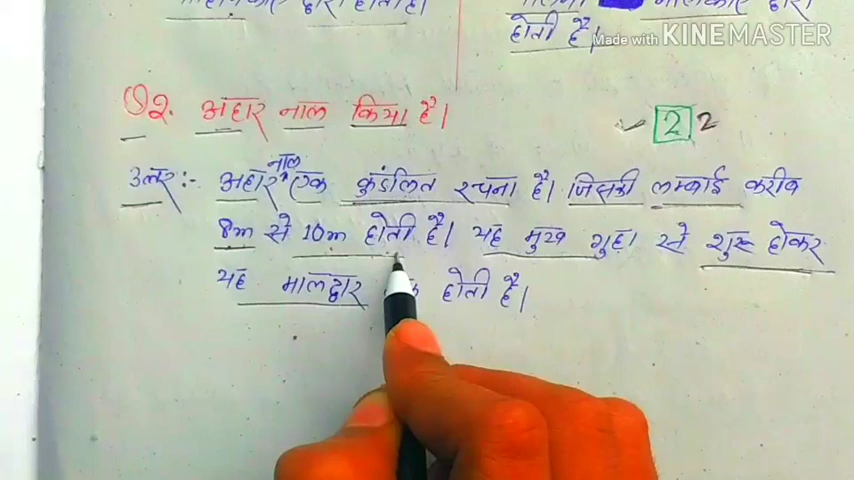 द्वारा होता है।
द्वारा
होती है।
Made with KINEMASTER
Q2. अहार नाल किया है।
2 2
नाल
उत्तर:- अहार ^ एक कुंडलित रचना है। जिसकी लम्बाई करीब
8m से 10m होती है। यह मुख गुहा से शुरू होकर
यह मालद्वार होती है।